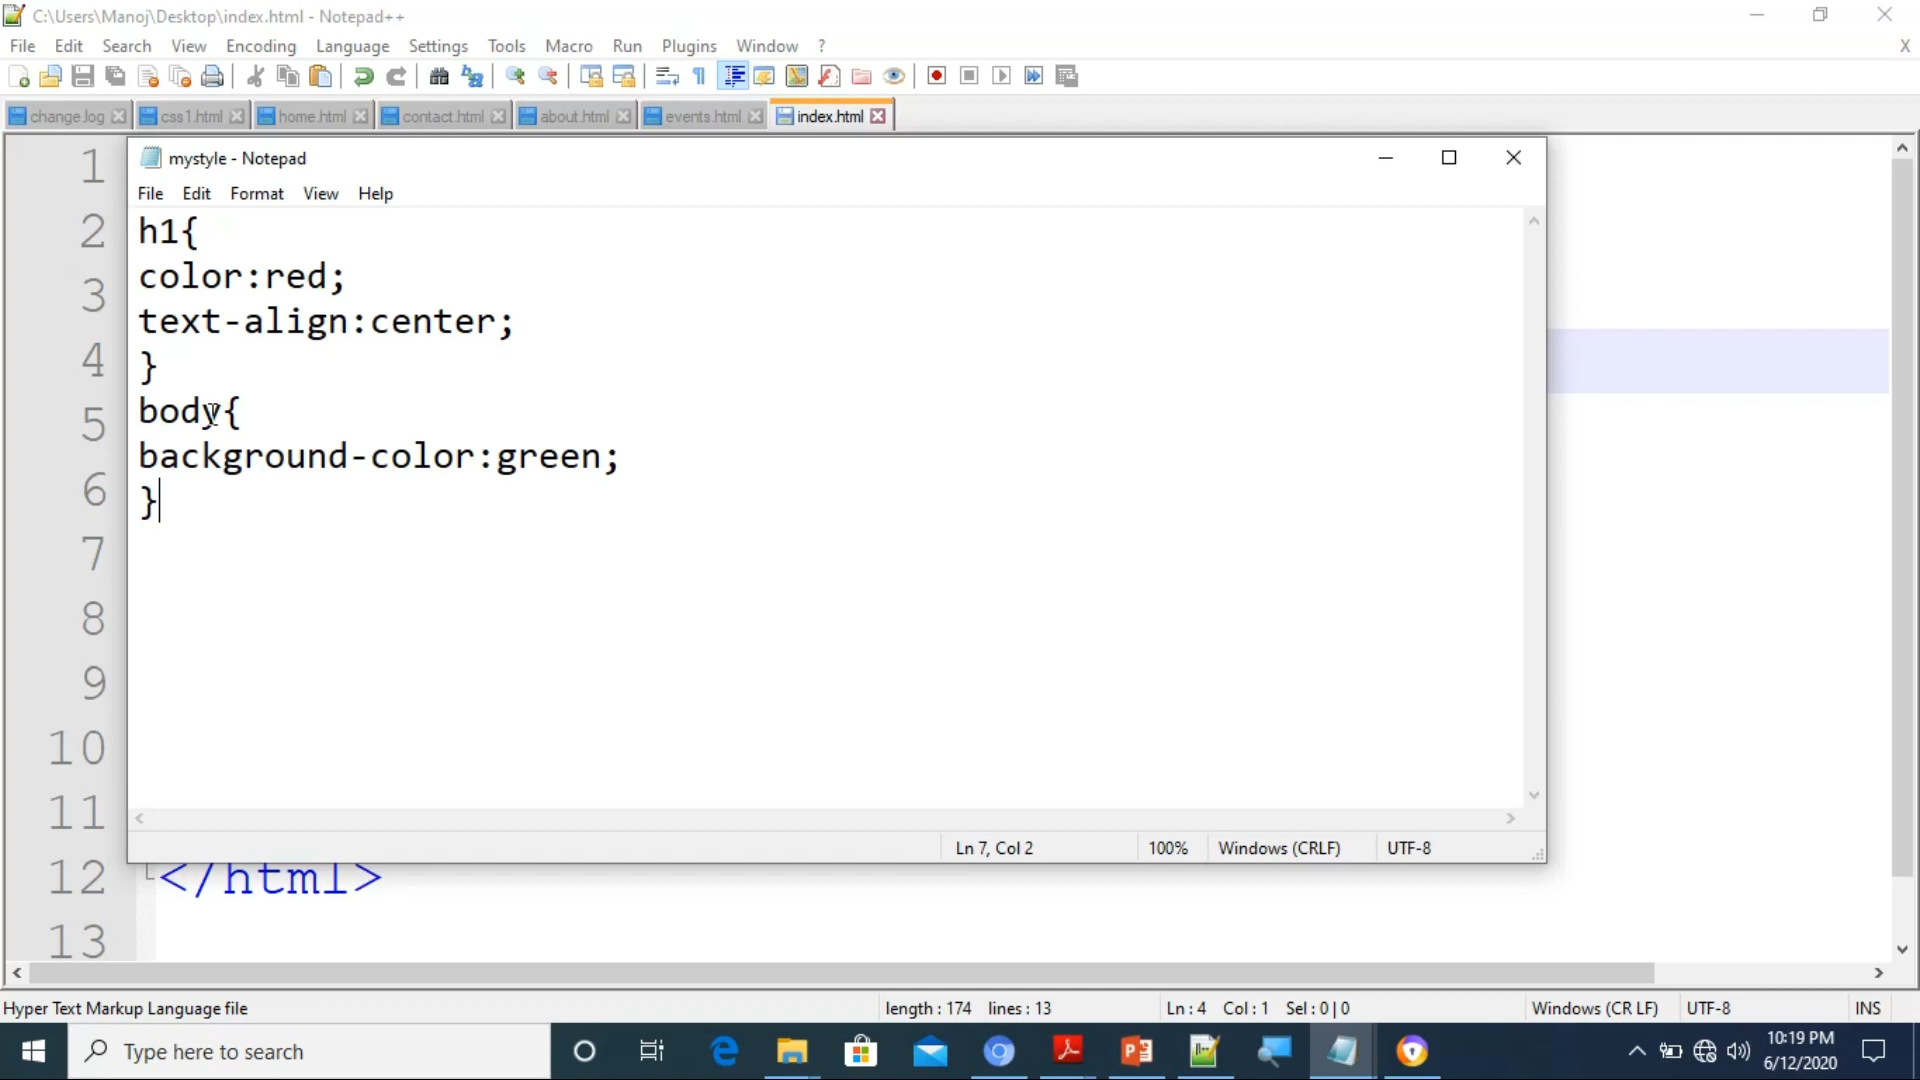 C:\Users\Manoj\Desktop\index.html - Notepad++
File Edit Search View Encoding Language Settings Tools Macro Run Plugins Window ? X
change.log css1.html home.html contact.html about.html events.html index.html
mystyle - Notepad
File Edit Format View Help
1
2
3
4
5
6
7
8
9
10
11
12
13
h1{
color:red;
text-align:center;
}
body{
background-color:green;
}
Ln 7, Col 2 100% Windows (CRLF) UTF-8
</html>
Hyper Text Markup Language file length : 174 lines : 13 Ln : 4 Col : 1 Sel : 0 | 0 Windows (CR LF) UTF-8 INS
Type here to search
10:19 PM
6/12/2020